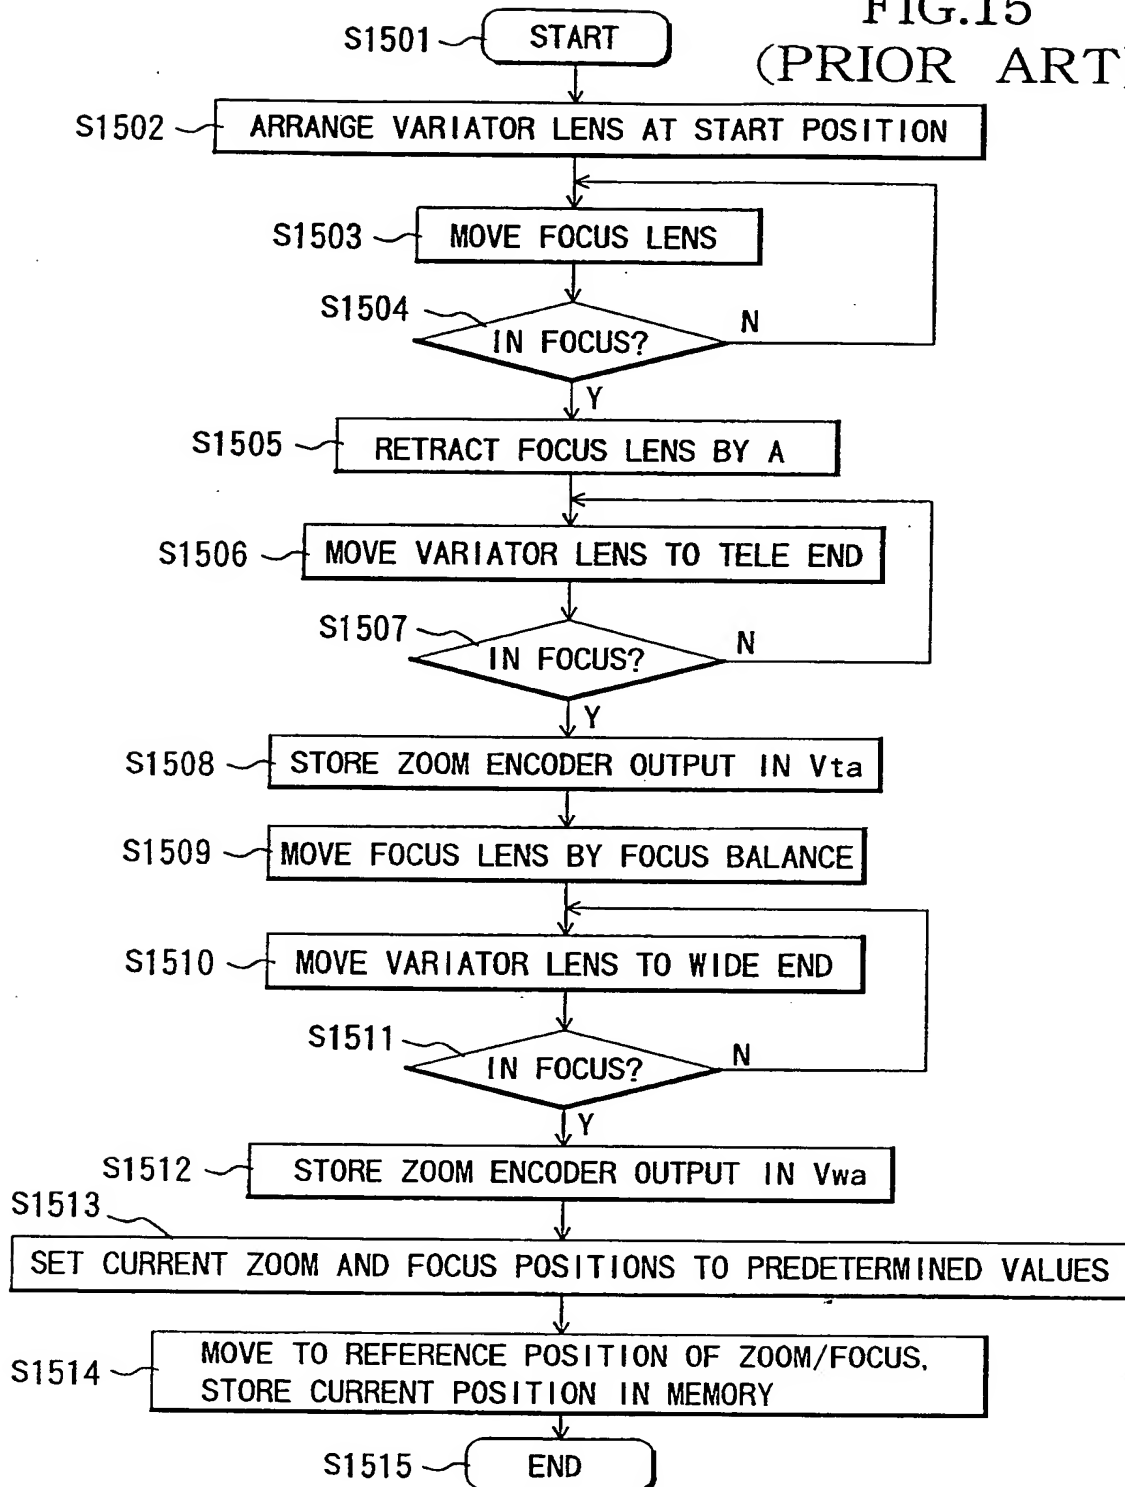 FIG.15
(PRIOR ART)
S1501 START
S1502 ARRANGE VARIATOR LENS AT START POSITION
S1503 MOVE FOCUS LENS
S1504 IN FOCUS? N
Y
S1505 RETRACT FOCUS LENS BY A
S1506 MOVE VARIATOR LENS TO TELE END
S1507 IN FOCUS? N
Y
S1508 STORE ZOOM ENCODER OUTPUT IN Vta
S1509 MOVE FOCUS LENS BY FOCUS BALANCE
S1510 MOVE VARIATOR LENS TO WIDE END
S1511 IN FOCUS? N
Y
S1512 STORE ZOOM ENCODER OUTPUT IN Vwa
S1513
SET CURRENT ZOOM AND FOCUS POSITIONS TO PREDETERMINED VALUES
S1514 MOVE TO REFERENCE POSITION OF ZOOM/FOCUS,
STORE CURRENT POSITION IN MEMORY
S1515 END